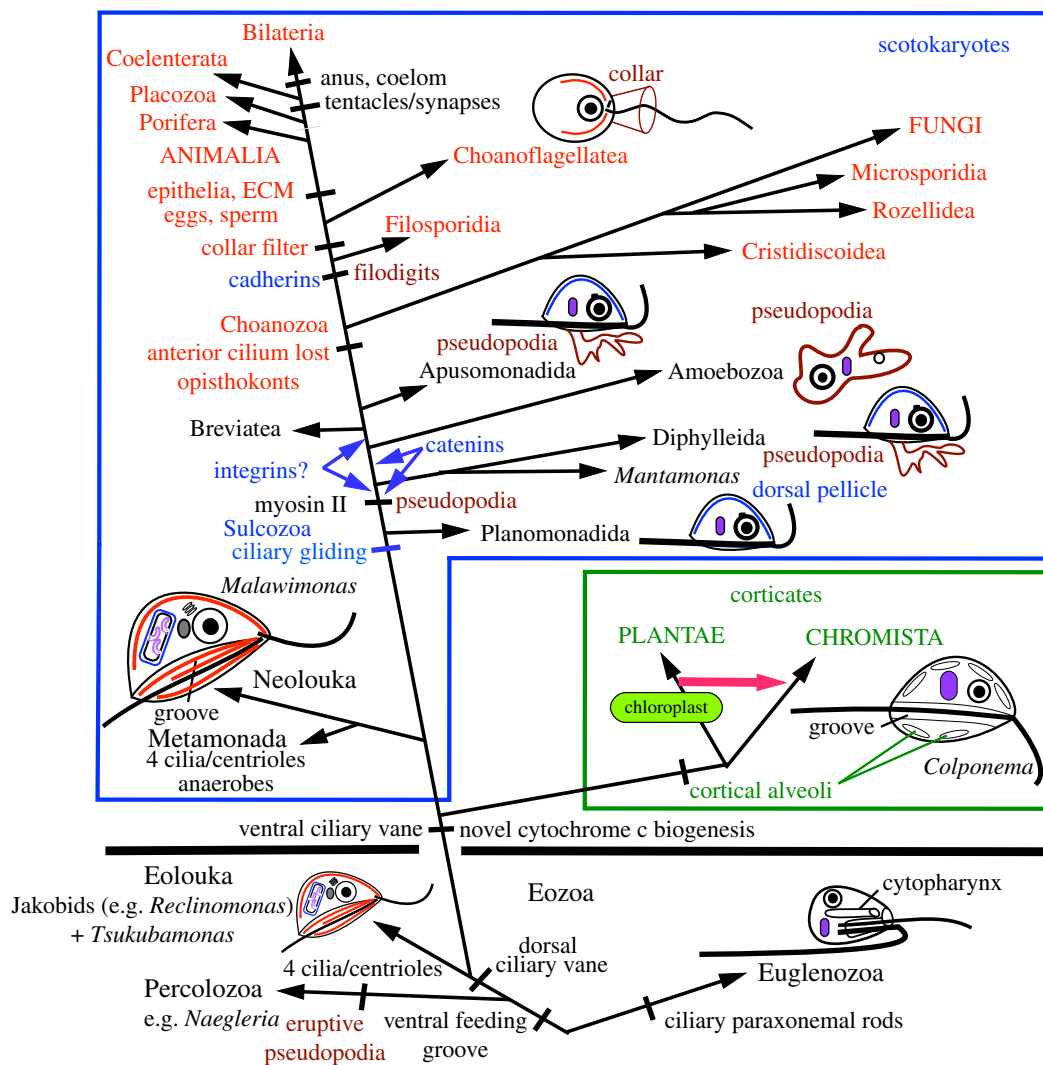 Bilateria
scotokaryotes
Coelenterata
anus, coelom
collar
Placozoa
tentacles/synapses
Porifera
FUNGI
ANIMALIA
Choanoflagellatea
Microsporidia
epithelia, ECM
eggs, sperm
Rozellidea
Filosporidia
collar filter
Cristidiscoidea
cadherins
filodigits
Choanozoa
pseudopodia
anterior cilium lost
pseudopodia
opisthokonts
Apusomonadida
Amoebozoa
Breviatea
catenins
Diphylleida
integrins?
pseudopodia
Mantamonas
myosin II
pseudopodia
dorsal pellicle
Sulcozoa
Planomonadida
ciliary gliding
Malawimonas
corticates
PLANTAE
CHROMISTA
Neolouka
groove
chloroplast
groove
Metamonada
4 cilia/centrioles
anaerobes
Colponema
cortical alveoli
ventral ciliary vane
novel cytochrome c biogenesis
Eolouka
Eozoa
cytopharynx
Jakobids (e.g. Reclinomonas)
+ Tsukubamonas
dorsal
ciliary vane
4 cilia/centrioles
Euglenozoa
Percolozoa
e.g. Naegleria
eruptive
pseudopodia
ventral feeding
groove
ciliary paraxonemal rods